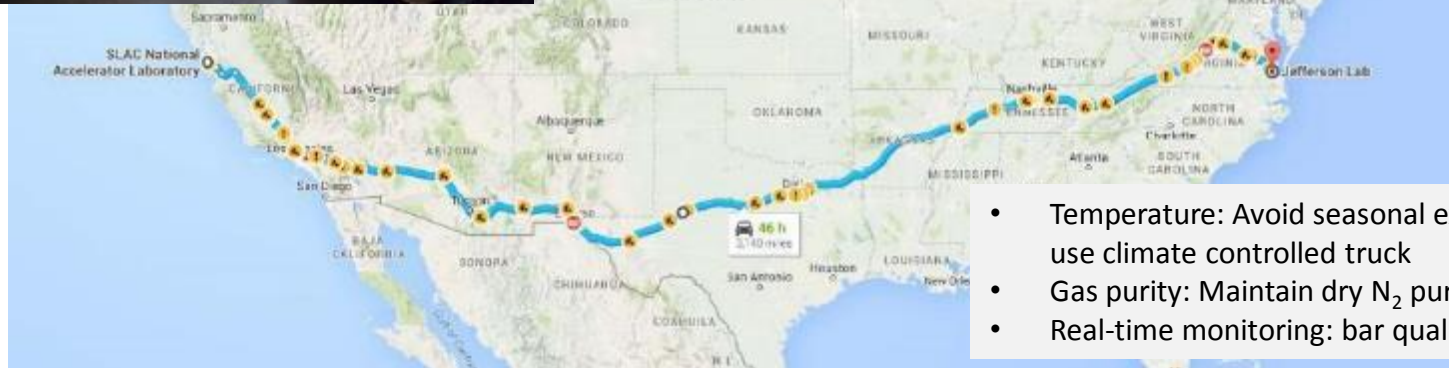 Sacramento
UTAH
COLORADO
KANSAS
MISSOURI
WEST VIRGINIA
MARYLAND
SLAC National
Accelerator Laboratory
CALIFORNIA
Las Vegas
KENTUCKY
Jefferson Lab
Nashville
TENNESSEE
NORTH
CAROLINA
Charlotte
Albuquerque
OKLAHOMA
ARKANSAS
ARIZONA
NEW MEXICO
Atlanta
SOUTH
CAROLINA
MISSISSIPPI
San Diego
Tucson
46 h
3,140 miles
BAJA
CALIFORNIA
SONORA
CHIHUAHUA
San Antonio
Houston
LOUISIANA
New Orle
COAHUILA
• Temperature: Avoid seasonal e
use climate controlled truck
• Gas purity: Maintain dry N₂ pur
• Real-time monitoring: bar qual